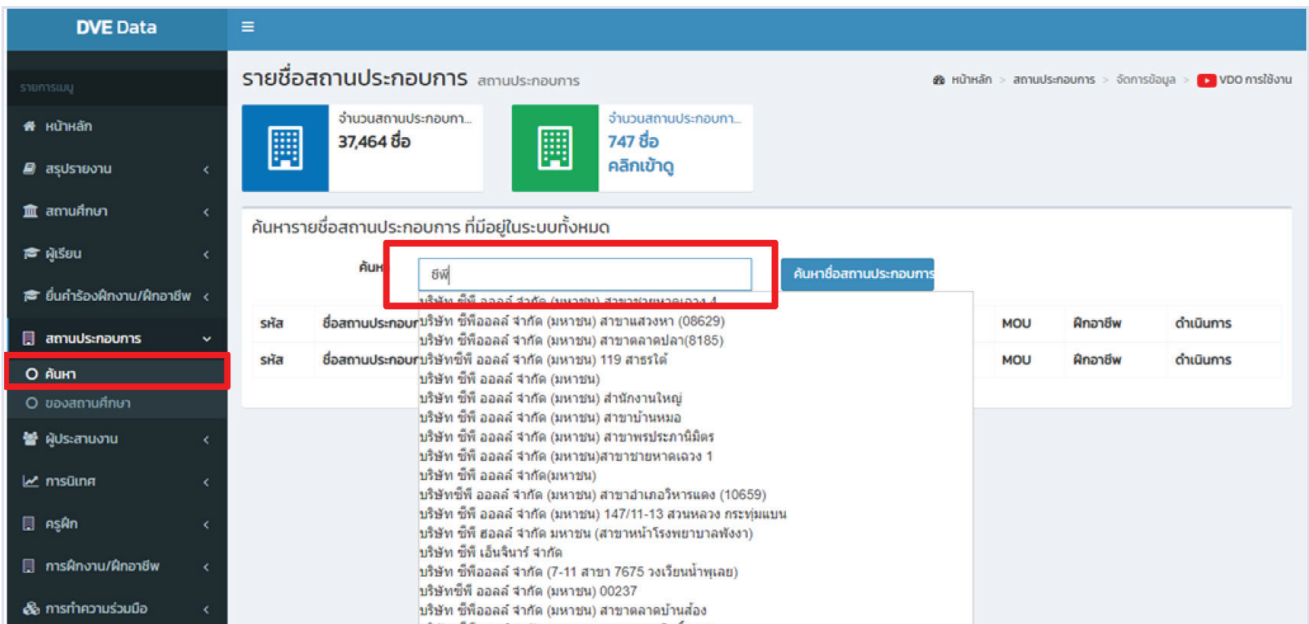 DVE Data
รายการเมนู
หน้าหลัก
สรุปรายงาน
สถานศึกษา
ผู้เรียน
ยื่นคำร้องฝึกงาน/ฝึกอาชีพ
สถานประกอบการ
ค้นหา
ของสถานศึกษา
ผู้ประสานงาน
การนิเทศ
ครูฝึก
การฝึกงาน/ฝึกอาชีพ
การทำความร่วมมือ
รายชื่อสถานประกอบการ สถานประกอบการ
หน้าหลัก > สถานประกอบการ > จัดการข้อมูล > VDO การใช้งาน
จำนวนสถานประกอบกา...
37,464 ชื่อ
จำนวนสถานประกอบกา...
747 ชื่อ
คลิกเข้าดู
ค้นหารายชื่อสถานประกอบการ ที่มีอยู่ในระบบทั้งหมด
ค้นห
ซีพี
ค้นหาชื่อสถานประกอบการ
รหัส ชื่อสถานประกอบก MOU ฝึกอาชีพ ดำเนินการ
รหัส ชื่อสถานประกอบก MOU ฝึกอาชีพ ดำเนินการ
บริษัท ซีพี ออลล์ จำกัด (มหาชน) สาขาชายหาดเฉวง 4
บริษัท ซีพีออลล์ จำกัด (มหาชน) สาขาแสวงหา (08629)
บริษัท ซีพีออลล์ จำกัด (มหาชน) สาขาตลาดปลา(8185)
บริษัทซีพี ออลล์ จำกัด (มหาชน) 119 สาธรใต้
บริษัท ซีพี ออลล์ จำกัด (มหาชน)
บริษัท ซีพี ออลล์ จำกัด (มหาชน) สำนักงานใหญ่
บริษัท ซีพี ออลล์ จำกัด (มหาชน) สาขาบ้านหมอ
บริษัท ซีพี ออลล์ จำกัด (มหาชน) สาขาพรประภานิมิตร
บริษัท ซีพี ออลล์ จำกัด (มหาชน)สาขาชายหาดเฉวง 1
บริษัท ซีพี ออลล์ จำกัด(มหาชน)
บริษัทซีพี ออลล์ จำกัด (มหาชน) สาขาอำเภอวิหารแดง (10659)
บริษัท ซีพี ออลล์ จำกัด (มหาชน) 147/11-13 สวนหลวง กระทุ่มแบน
บริษัท ซีพี ฮอลล์ จำกัด มหาชน (สาขาหน้าโรงพยาบาลพังงา)
บริษัท ซีพี เอ็นจิเนาร์ จำกัด
บริษัท ซีพีออลล์ จำกัด (7-11 สาขา 7675 วงเวียนน้ำพุเลย)
บริษัทซีพี ออลล์ จำกัด (มหาชน) 00237
บริษัท ซีพีออลล์ จำกัด (มหาชน) สาขาตลาดบ้านส้อง